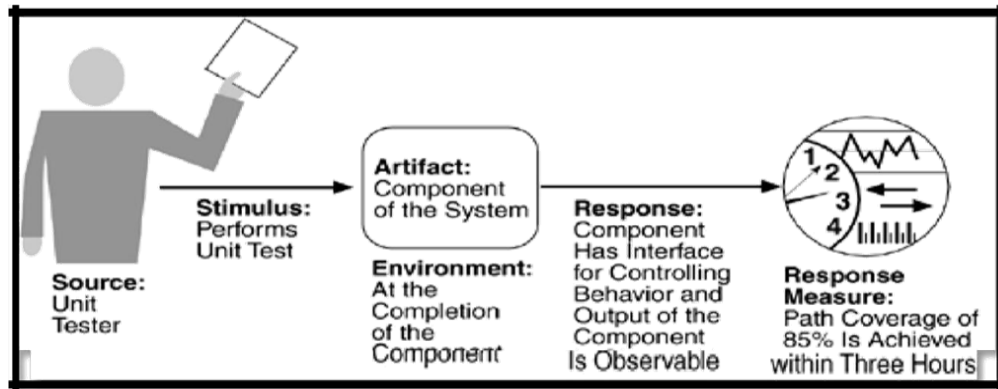 Source:
Unit
Tester
Stimulus:
Performs
Unit Test
Artifact:
Component
of the System
Environment:
At the
Completion
of the
Component
Response:
Component
Has Interface
for Controlling
Behavior and
Output of the
Component
Is Observable
1
2
3
4
Response
Measure:
Path Coverage of
85% Is Achieved
within Three Hours